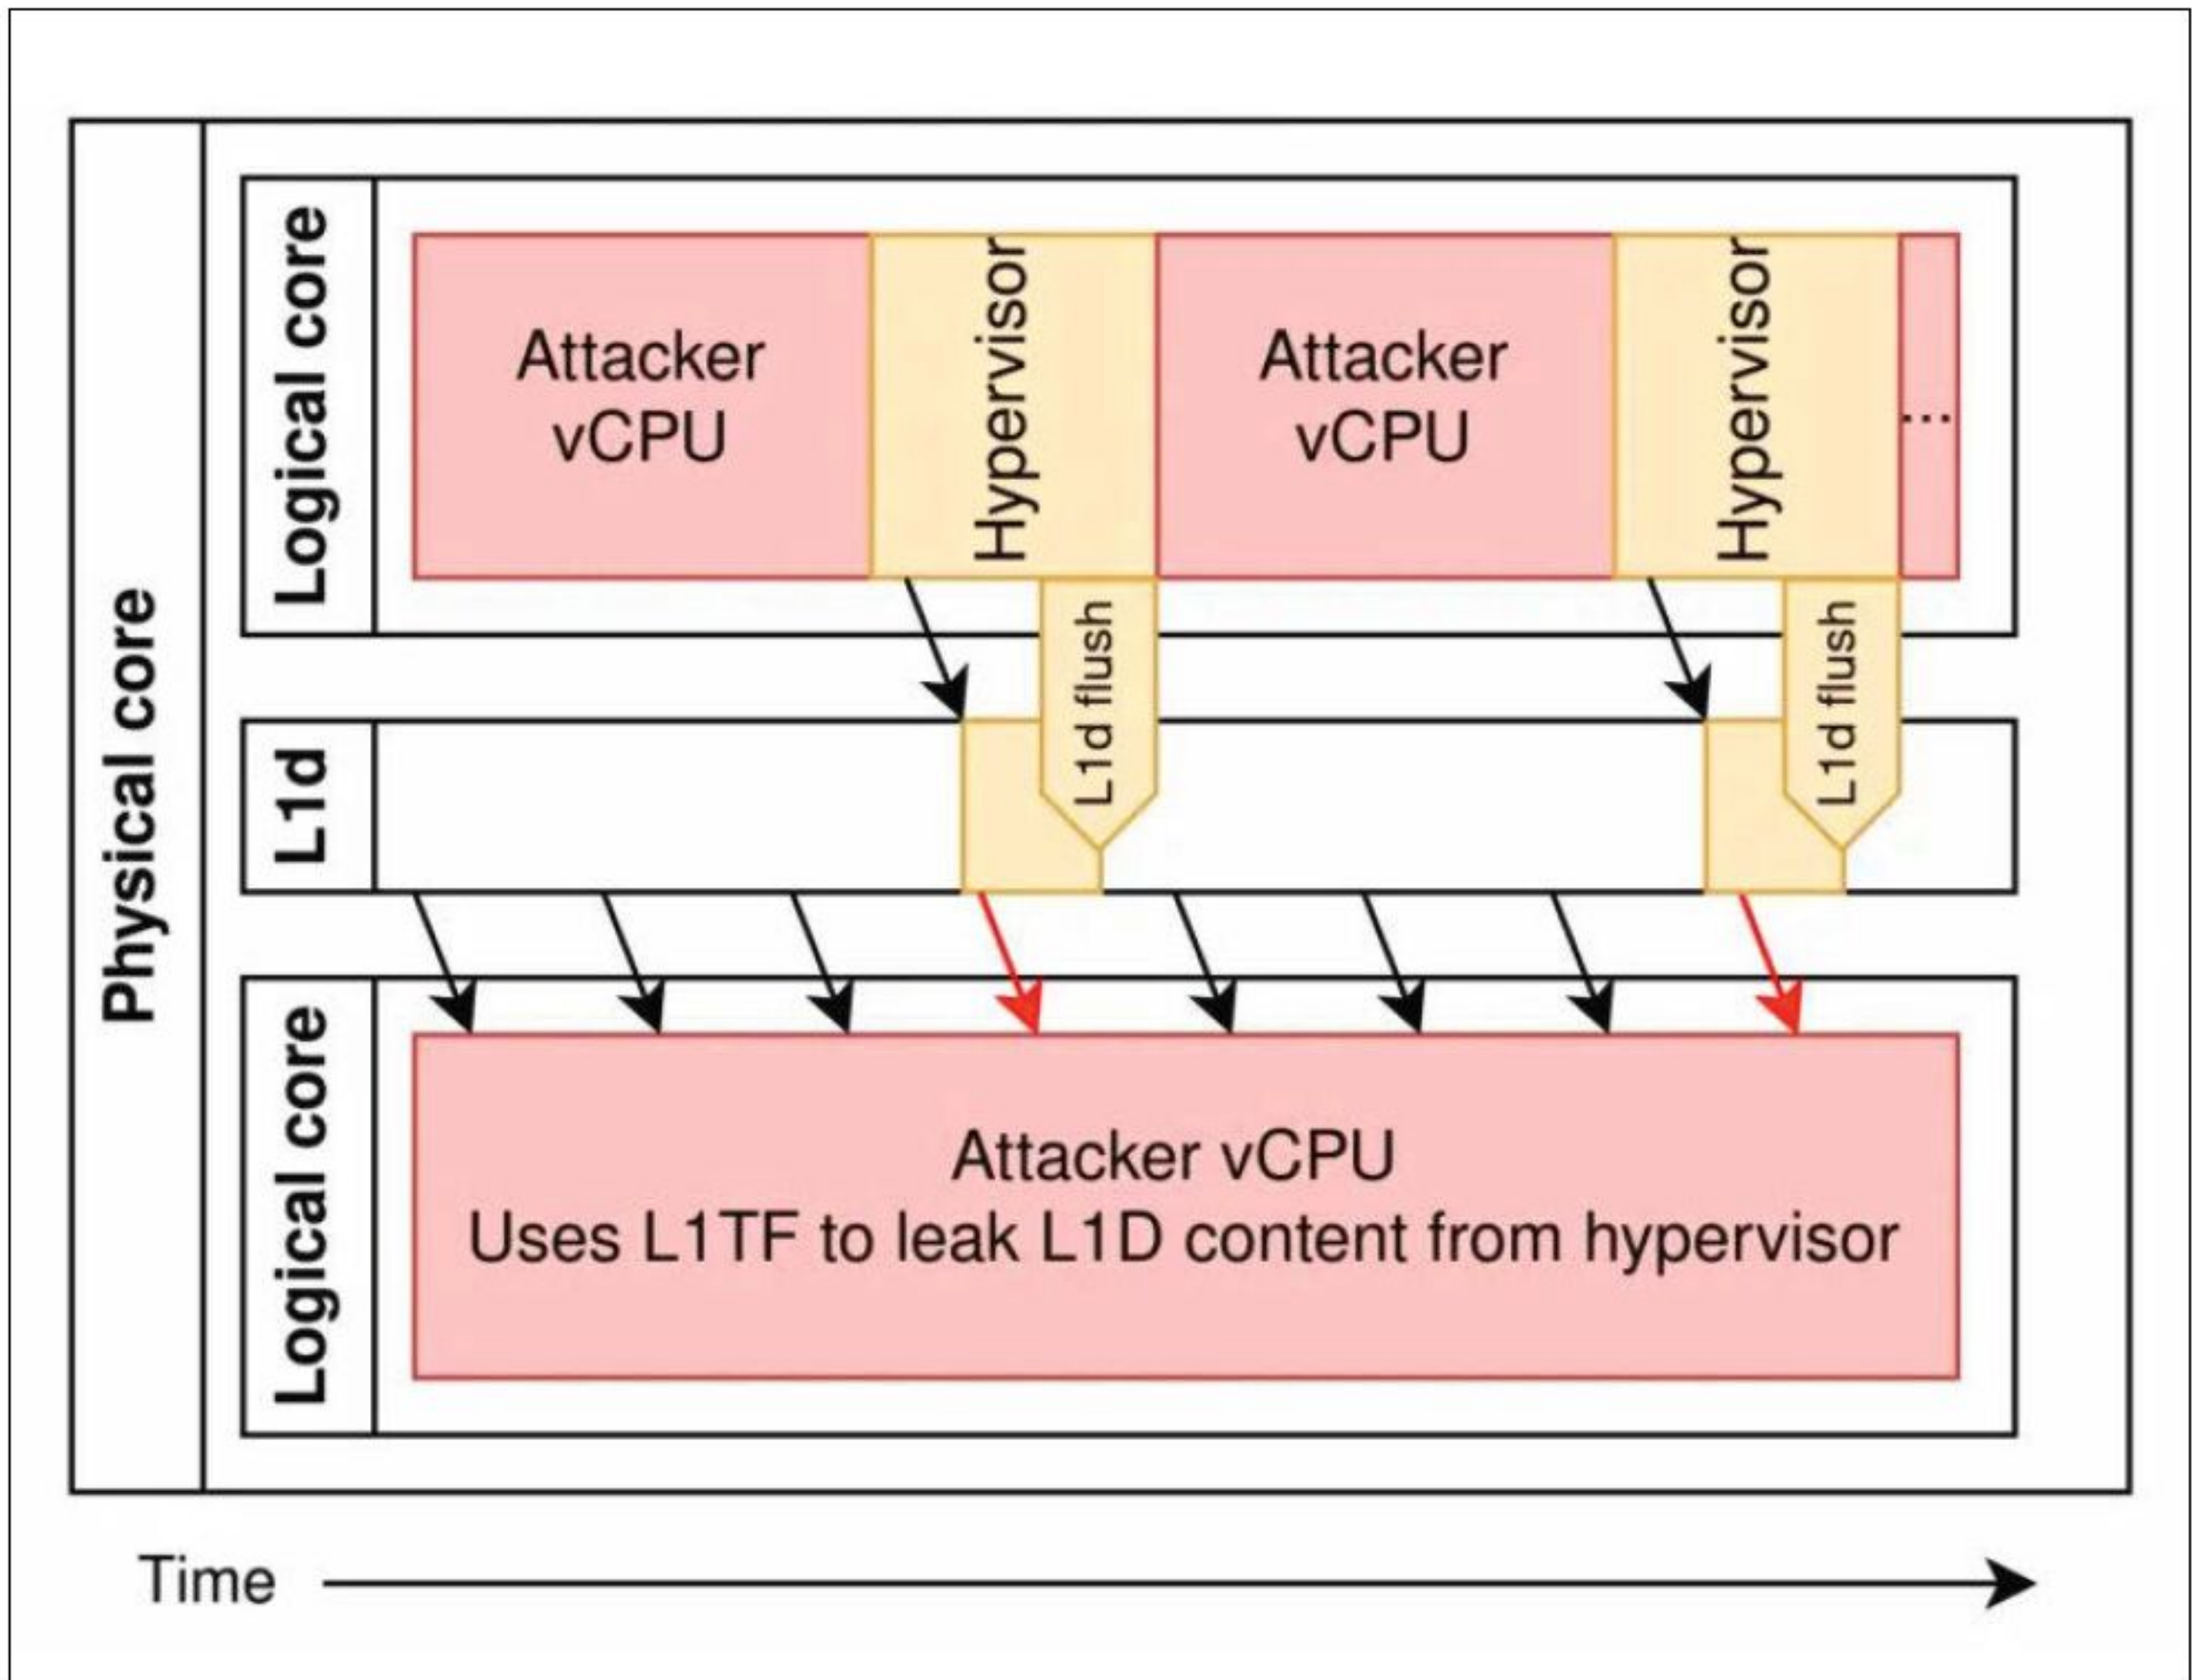 Physical core
Logical core
Attacker
vCPU
Hypervisor
Attacker
vCPU
Hypervisor
...
L1d flush
L1d flush
L1d
Logical core
Attacker vCPU
Uses L1TF to leak L1D content from hypervisor
Time